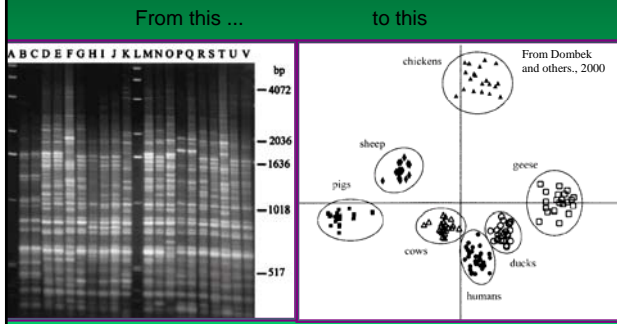 From this ... to this
A B C D E F G H I J K L M N O P Q R S T U V
bp
4072
2036
1636
1018
517
From Dombek
and others., 2000
chickens
sheep
geese
pigs
cows
ducks
humans